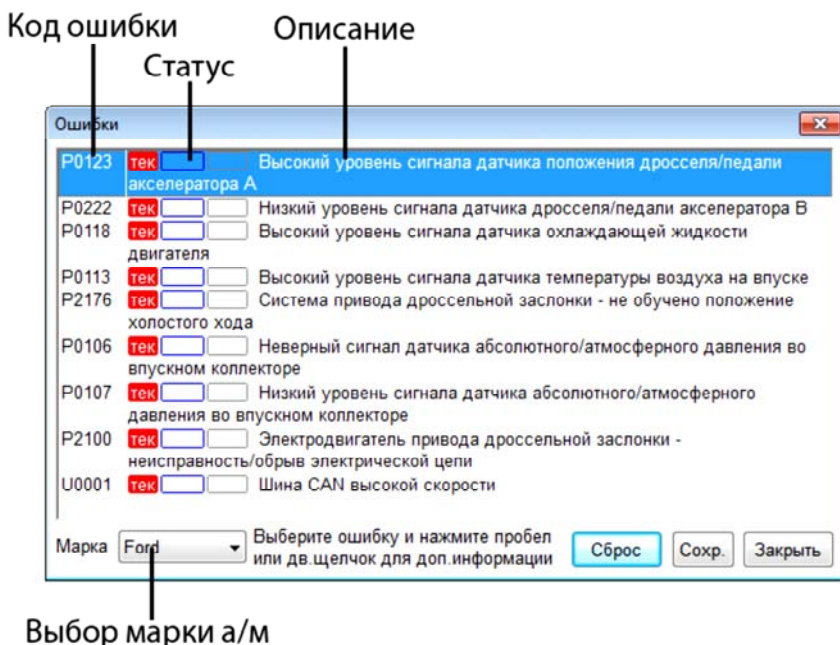 Код ошибки
Описание
Статус
Ошибки
P0123 тек Высокий уровень сигнала датчика положения дросселя/педали
акселератора А
P0222 тек Низкий уровень сигнала датчика дросселя/педали акселератора В
P0118 тек Высокий уровень сигнала датчика охлаждающей жидкости
двигателя
P0113 тек Высокий уровень сигнала датчика температуры воздуха на впуске
P2176 тек Система привода дроссельной заслонки - не обучено положение
холостого хода
P0106 тек Неверный сигнал датчика абсолютного/атмосферного давления во
впускном коллекторе
P0107 тек Низкий уровень сигнала датчика абсолютного/атмосферного
давления во впускном коллекторе
P2100 тек Электродвигатель привода дроссельной заслонки -
неисправность/обрыв электрической цепи
U0001 тек Шина CAN высокой скорости
Марка Ford Выберите ошибку и нажмите пробел
или дв.щелчок для доп.информации
Сброс Сохр. Закрыть
Выбор марки а/м